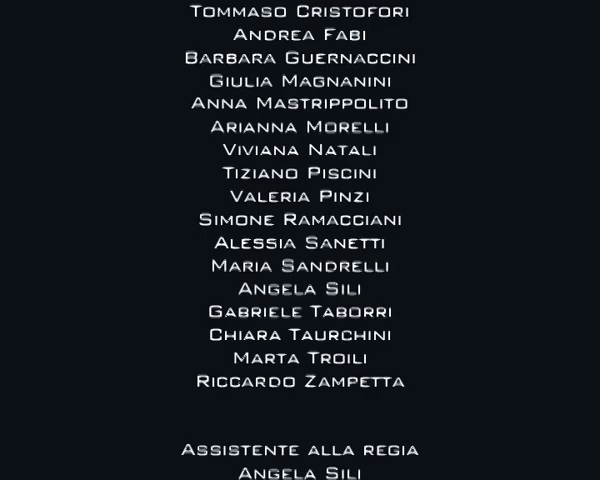 Tommaso Cristofori
Andrea Fabi
Barbara Guernaccini
Giulia Magnanini
Anna Mastrippolito
Arianna Morelli
Viviana Natali
Tiziano Piscini
Valeria Pinzi
Simone Ramacciani
Alessia Sanetti
Maria Sandrelli
Angela Sili
Gabriele Taborri
Chiara Taurchini
Marta Troili
Riccardo Zampetta
Assistente alla regia
Angela Sili